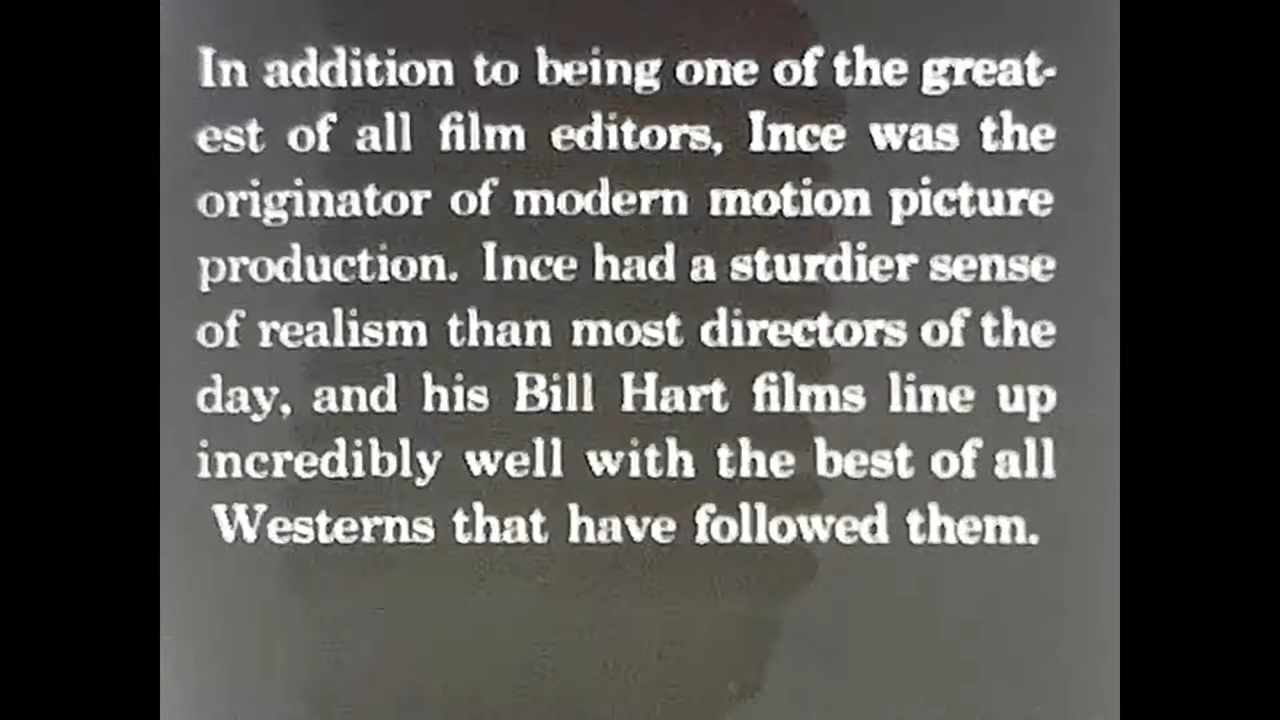 In addition to being one of the great-
est of all film editors, Ince was the
originator of modern motion picture
production. Ince had a sturdier sense
of realism than most directors of the
day, and his Bill Hart films line up
incredibly well with the best of all
Westerns that have followed them.